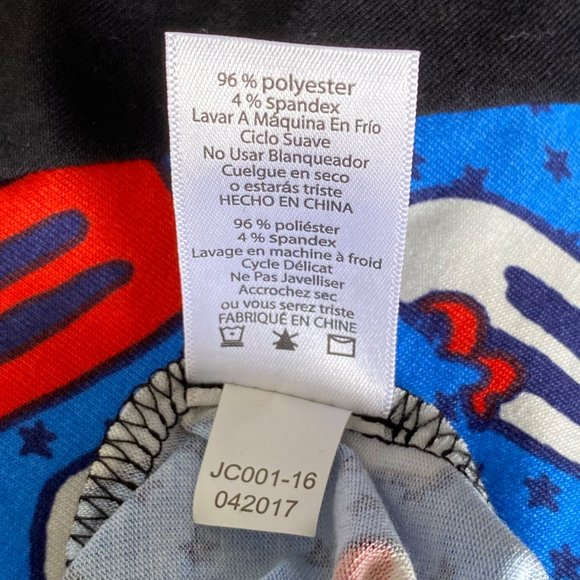 96 % polyester
4 % spandex
Lavar A Máquina En Frío
Ciclo Suave
No Usar Blanqueador
Cuelgue en seco
o estarás triste
HECHO EN CHINA
96 % poliéster
4 % Spandex
Lavage en machine à froid
Cycle Délicat
Ne Pas Javelliser
Accrochez sec
ou vous serez triste
FABRIQUÉ EN CHINE
JC001-16
042017